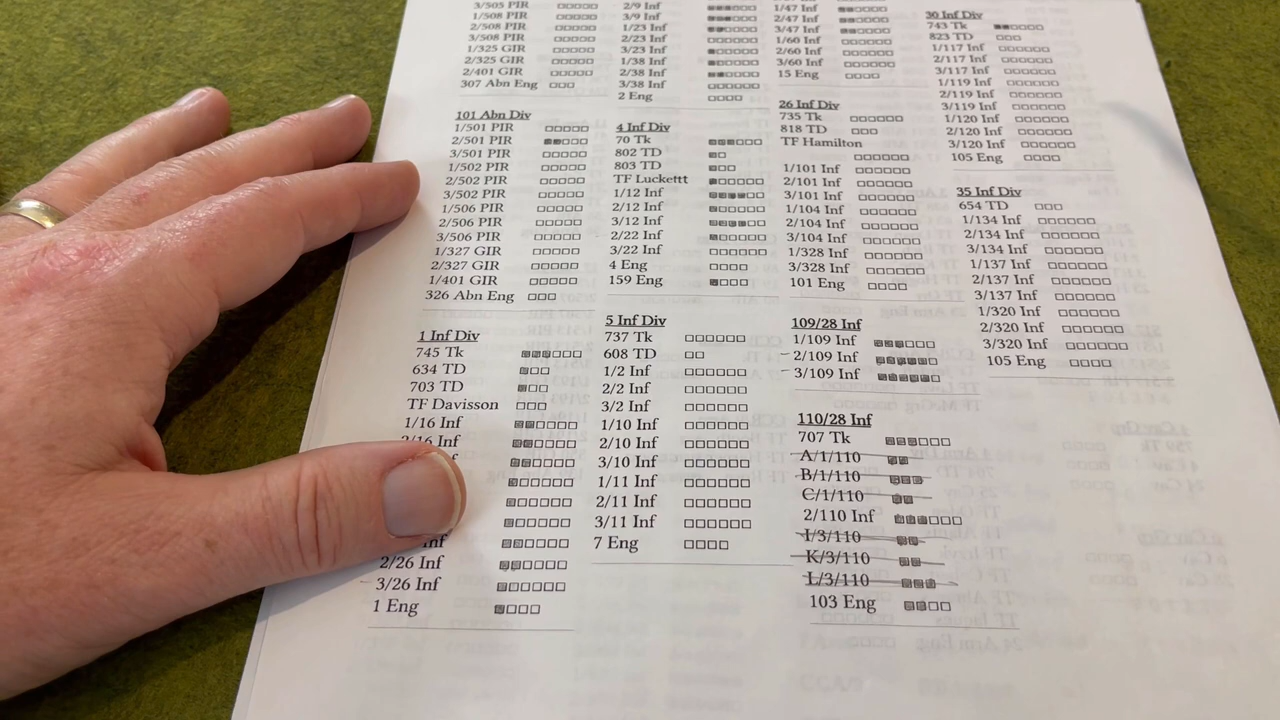 3/505 PIR
1/508 PIR
2/508 PIR
3/508 PIR
1/325 GIR
2/325 GIR
2/401 GIR
307 Abn Eng
101 Abn Div
1/501 PIR
2/501 PIR
3/501 PIR
1/502 PIR
2/502 PIR
3/502 PIR
1/506 PIR
2/506 PIR
3/506 PIR
1/327 GIR
2/327 GIR
1/401 GIR
326 Abn Eng
1 Inf Div
745 Tk
634 TD
703 TD
TF Davisson
1/16 Inf
2/16 Inf
Inf
2/26 Inf
3/26 Inf
1 Eng
2/9 Inf
3/9 Inf
1/23 Inf
2/23 Inf
3/23 Inf
1/38 Inf
2/38 Inf
3/38 Inf
2 Eng
4 Inf Div
70 Tk
802 TD
803 TD
TF Luckettt
1/12 Inf
2/12 Inf
3/12 Inf
2/22 Inf
3/22 Inf
4 Eng
159 Eng
5 Inf Div
737 Tk
608 TD
1/2 Inf
2/2 Inf
3/2 Inf
1/10 Inf
2/10 Inf
3/10 Inf
1/11 Inf
2/11 Inf
3/11 Inf
7 Eng
1/47 Inf
2/47 Inf
3/47 Inf
1/60 Inf
2/60 Inf
3/60 Inf
15 Eng
26 Inf Div
735 Tk
818 TD
TF Hamilton
1/101 Inf
2/101 Inf
3/101 Inf
1/104 Inf
2/104 Inf
3/104 Inf
1/328 Inf
3/328 Inf
101 Eng
109/28 Inf
1/109 Inf
2/109 Inf
3/109 Inf
110/28 Inf
707 Tk
A/1/110
B/1/110
C/1/110
2/110 Inf
I/3/110
K/3/110
L/3/110
103 Eng
30 Inf Div
743 Tk
823 TD
1/117 Inf
2/117 Inf
3/117 Inf
1/119 Inf
2/119 Inf
3/119 Inf
1/120 Inf
2/120 Inf
3/120 Inf
105 Eng
35 Inf Div
654 TD
1/134 Inf
2/134 Inf
3/134 Inf
1/137 Inf
2/137 Inf
3/137 Inf
1/320 Inf
2/320 Inf
3/320 Inf
105 Eng